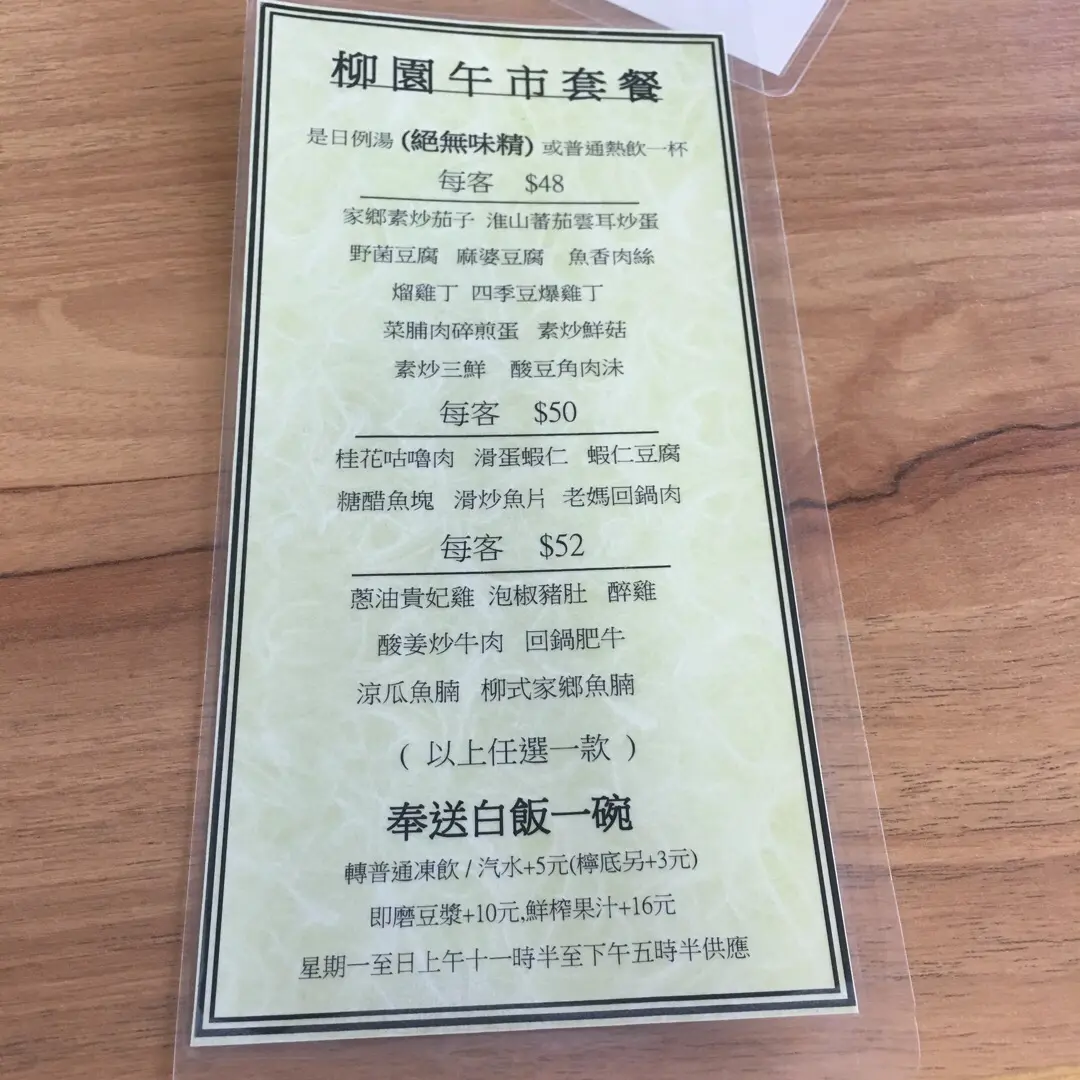 柳園午市套餐
是日例湯 (絕無味精) 或普通熱飲一杯
每客 $48
家鄉素炒茄子 淮山蕃茄雲耳炒蛋
野菌豆腐 麻婆豆腐 魚香肉絲
熘雞丁 四季豆爆雞丁
菜脯肉碎煎蛋 素炒鮮菇
素炒三鮮 酸豆角肉沬
每客 $50
桂花咕嚕肉 滑蛋蝦仁 蝦仁豆腐
糖醋魚塊 滑炒魚片 老媽回鍋肉
每客 $52
蔥油貴妃雞 泡椒豬肚 醉雞
酸姜炒牛肉 回鍋肥牛
涼瓜魚腩 柳式家鄉魚腩
( 以上任選一款 )
奉送白飯一碗
轉普通凍飲 / 汽水+5元(檸底另+3元)
即磨豆漿+10元,鮮榨果汁+16元
星期一至日上午十一時半至下午五時半供應